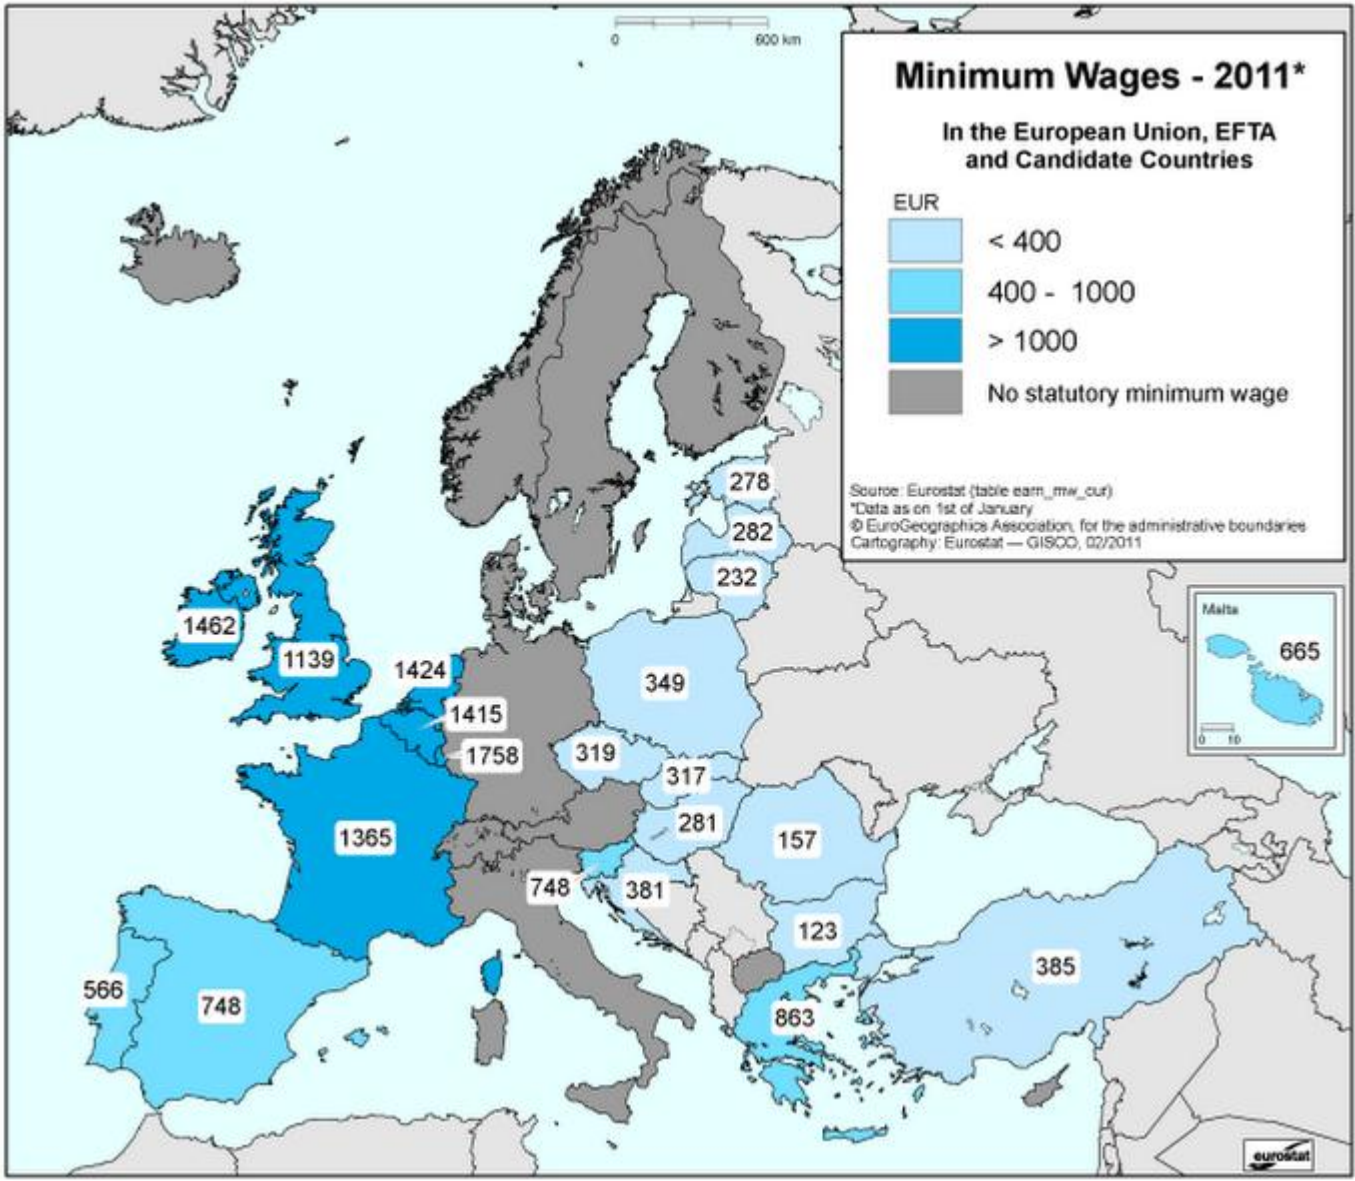 0 600 km
Minimum Wages - 2011*
In the European Union, EFTA
and Candidate Countries
EUR
< 400
400 - 1000
> 1000
No statutory minimum wage
Source: Eurostat (table earn_mw_cur)
*Data as on 1st of January
© EuroGeographics Association, for the administrative boundaries
Cartography: Eurostat — GISCO, 02/2011
278
282
232
1462
1139
1424
349
1415
1758
319
317
281
1365
157
748
381
123
385
566
748
863
Malta
665
0 10
eurostat